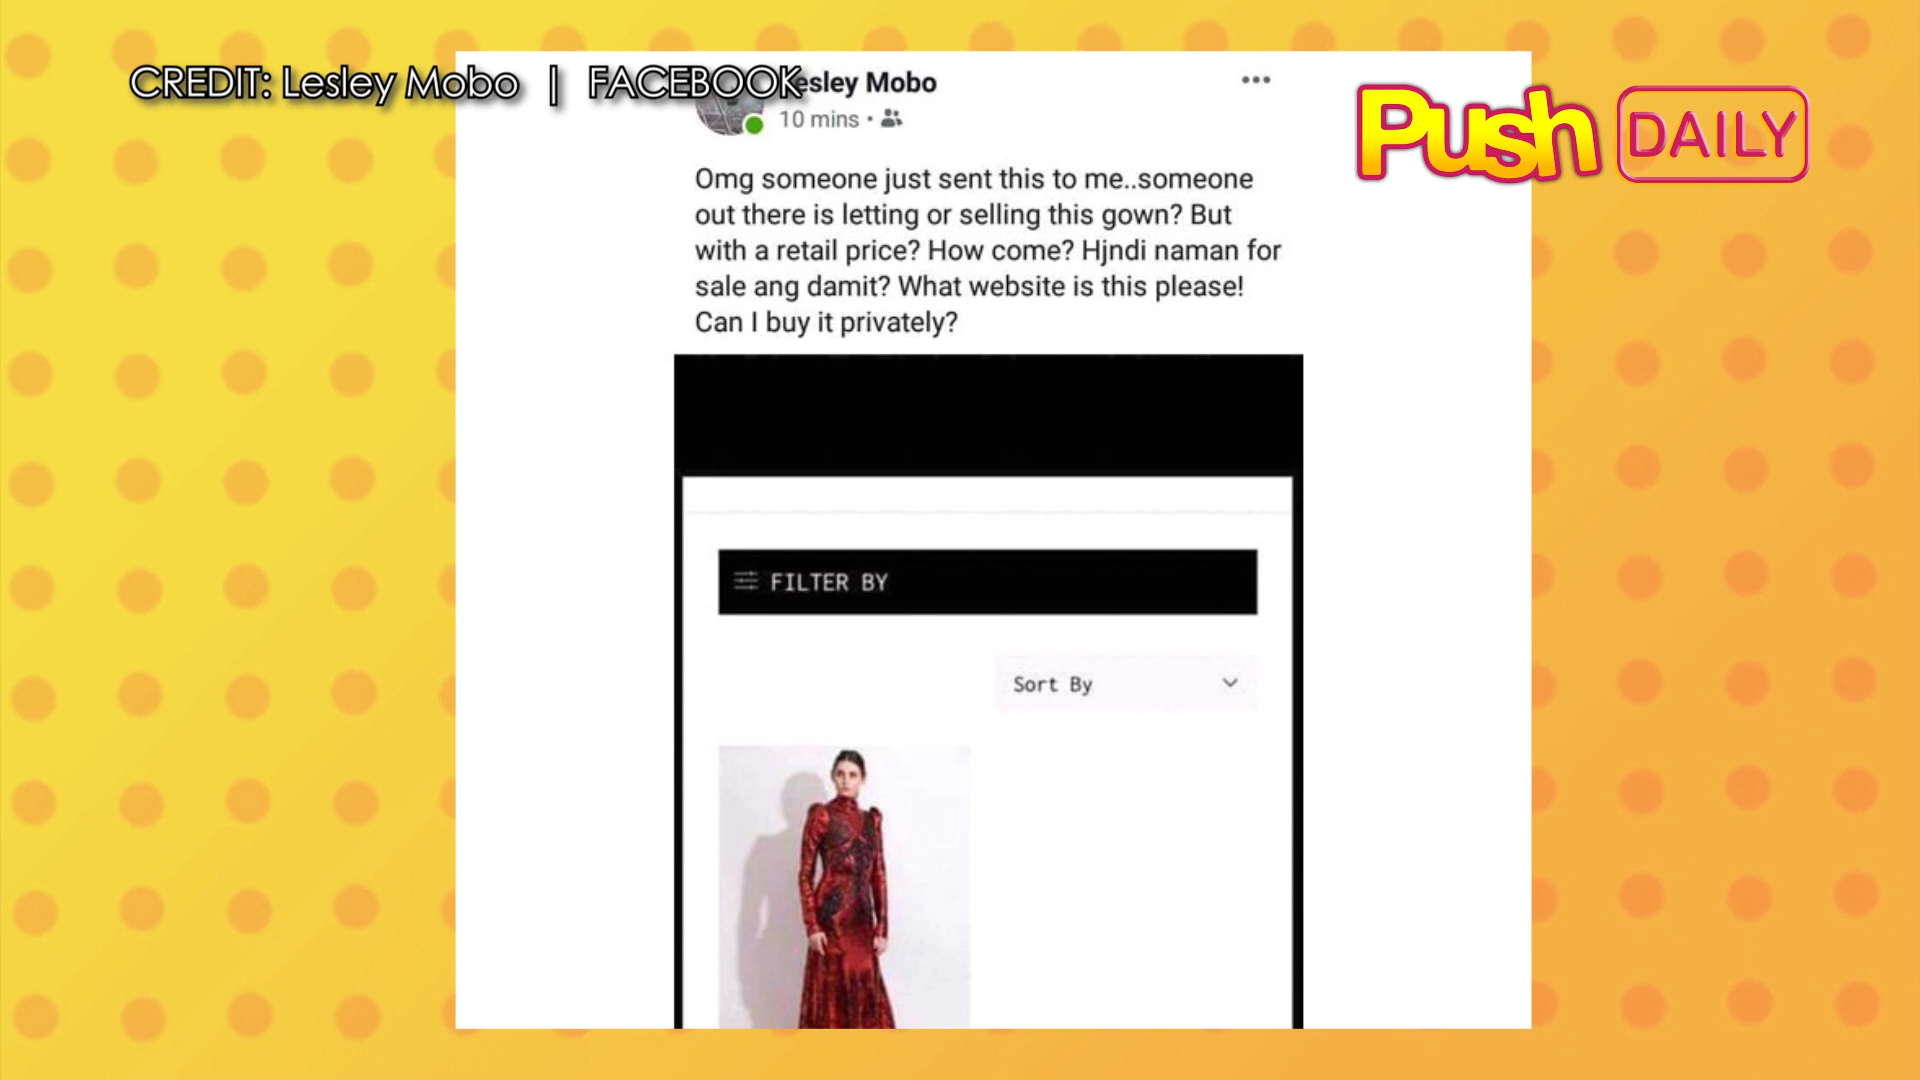 CREDIT: Lesley Mobo | FACEBOOK
esley Mobo
Push DAILY
10 mins •
Omg someone just sent this to me..someone
out there is letting or selling this gown? But
with a retail price? How come? Hjndi naman for
sale ang damit? What website is this please!
Can I buy it privately?
FILTER BY
Sort By